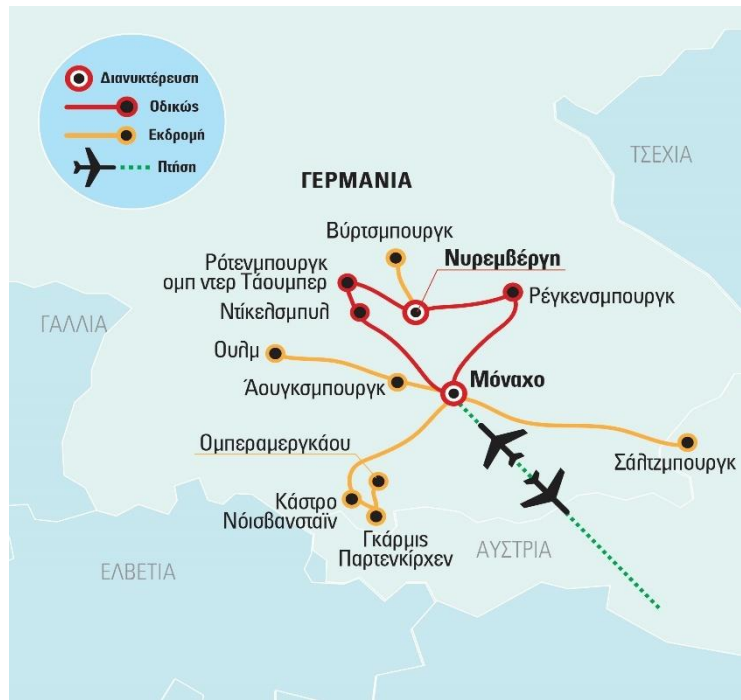 Διανυκτέρευση
Οδικώς
Εκδρομή
Πτήση
ΤΣΕΧΙΑ
ΓΕΡΜΑΝΙΑ
Βύρτσμπουργκ
Νυρεμβέργη
Ρότενμπουργκ
ομπ ντερ Τάουμπερ
Ρέγκενσμπουργκ
Ντίκελσμπυλ
ΓΑΛΛΙΑ
Ουλμ
Άουγκσμπουργκ
Μόναχο
Ομπεραμεργκάου
Σάλτζμπουργκ
Κάστρο
Νόισβανσταϊν
Γκάρμις
Παρτενκίρχεν
ΑΥΣΤΡΙΑ
ΕΛΒΕΤΙΑ